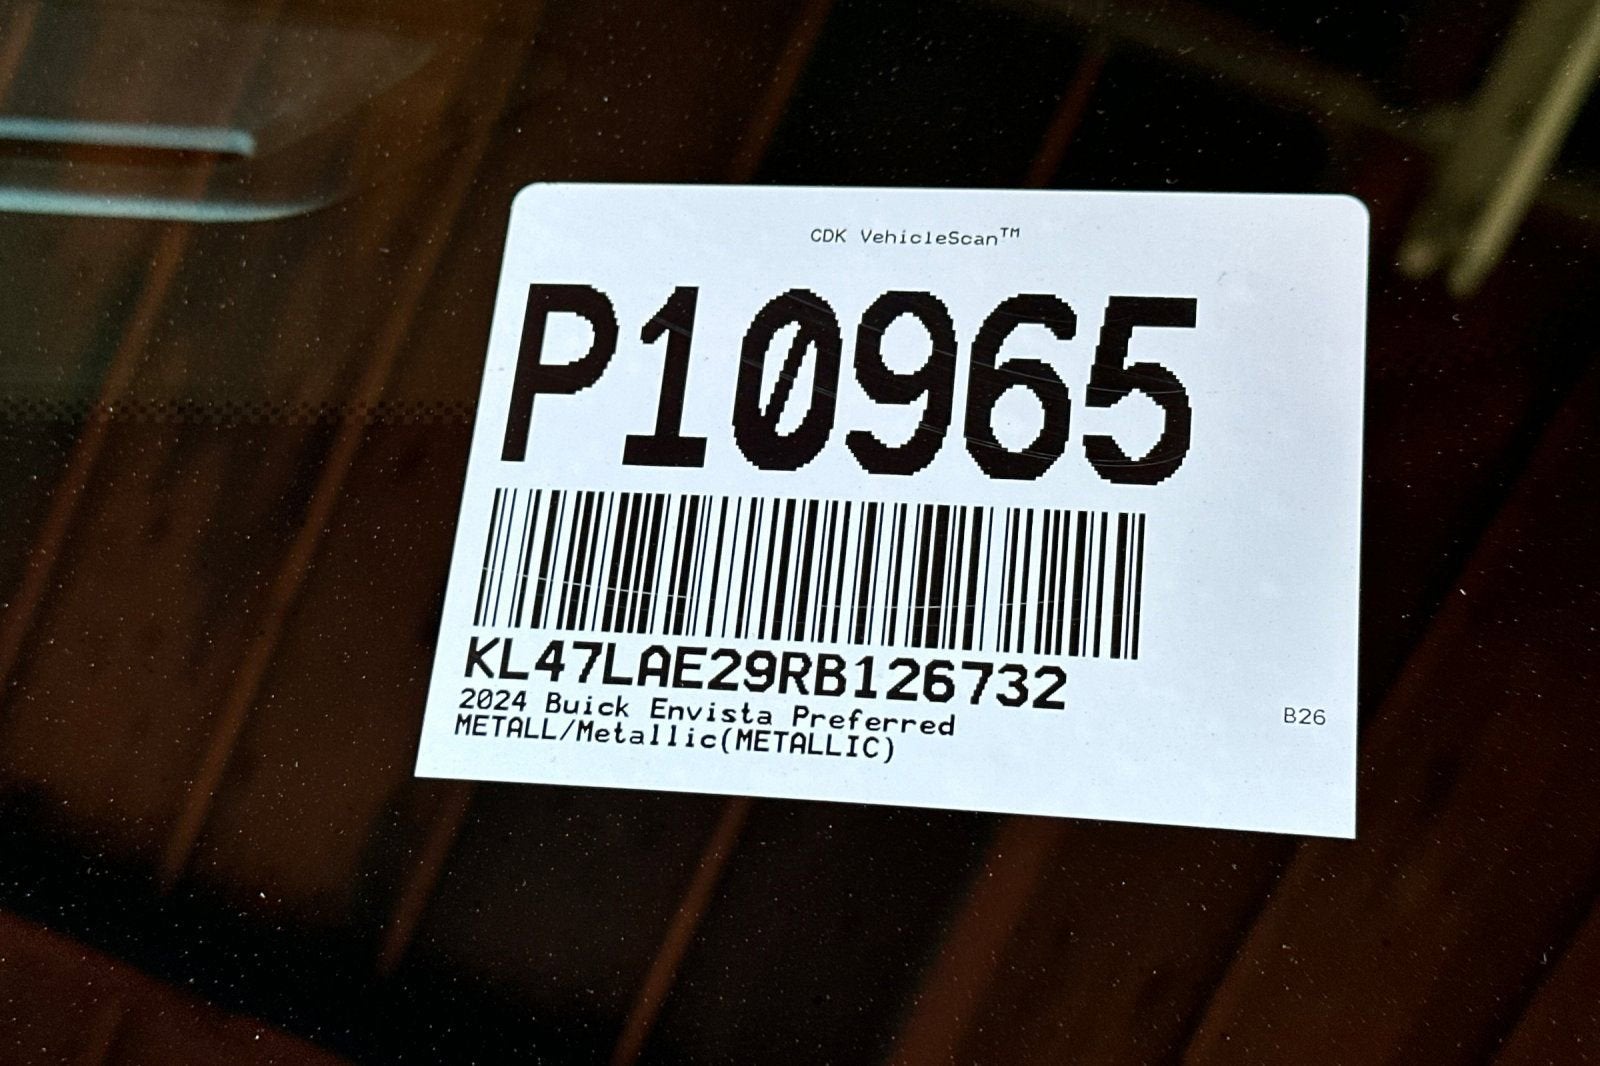 CDK VehicleScan™
P10965
KL47LAE29RB126732
2024 Buick Envista Preferred
METALL/Metallic(METALLIC)
B26